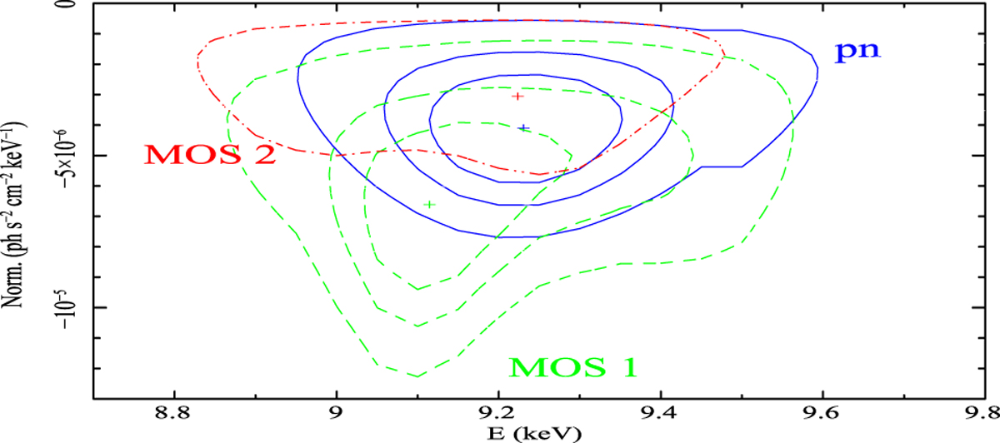 0
pn
MOS 2
−5×10⁻⁶
Norm. (ph s⁻² cm⁻² keV⁻¹)
−10⁻⁵
MOS 1
8.8 9 9.2 9.4 9.6 9.8
E (keV)